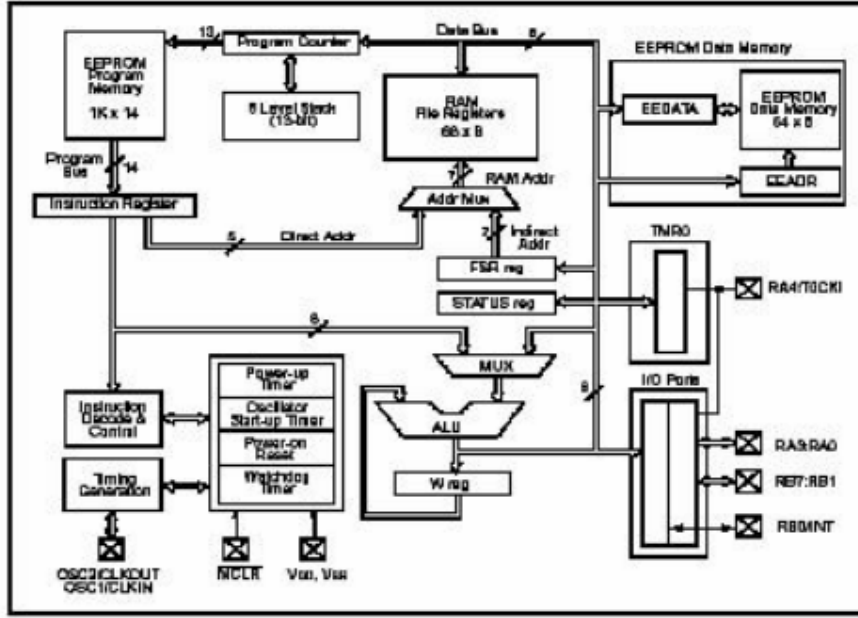 13
Program Counter
Data Bus
8
EEPROM
Program
Memory
1K x 14
8 Level Stack
(13-bit)
RAM
File Registers
68 x 8
EEPROM Data Memory
EEDATA
EEPROM
Data Memory
64 x 8
EEADR
Program
Bus
14
Instruction Register
7
RAM Addr
Addr Mux
5
Direct Addr
7
Indirect
Addr
FSR reg
STATUS reg
TMR0
RA4/T0CKI
8
MUX
Power-up
Timer
Oscillator
Start-up Timer
Power-on
Reset
Watchdog
Timer
Instruction
Decode &
Control
Timing
Generation
ALU
W reg
8
I/O Ports
RA3:RA0
RB7:RB1
RB0/INT
OSC2/CLKOUT
OSC1/CLKIN
MCLR
VDD, VSS